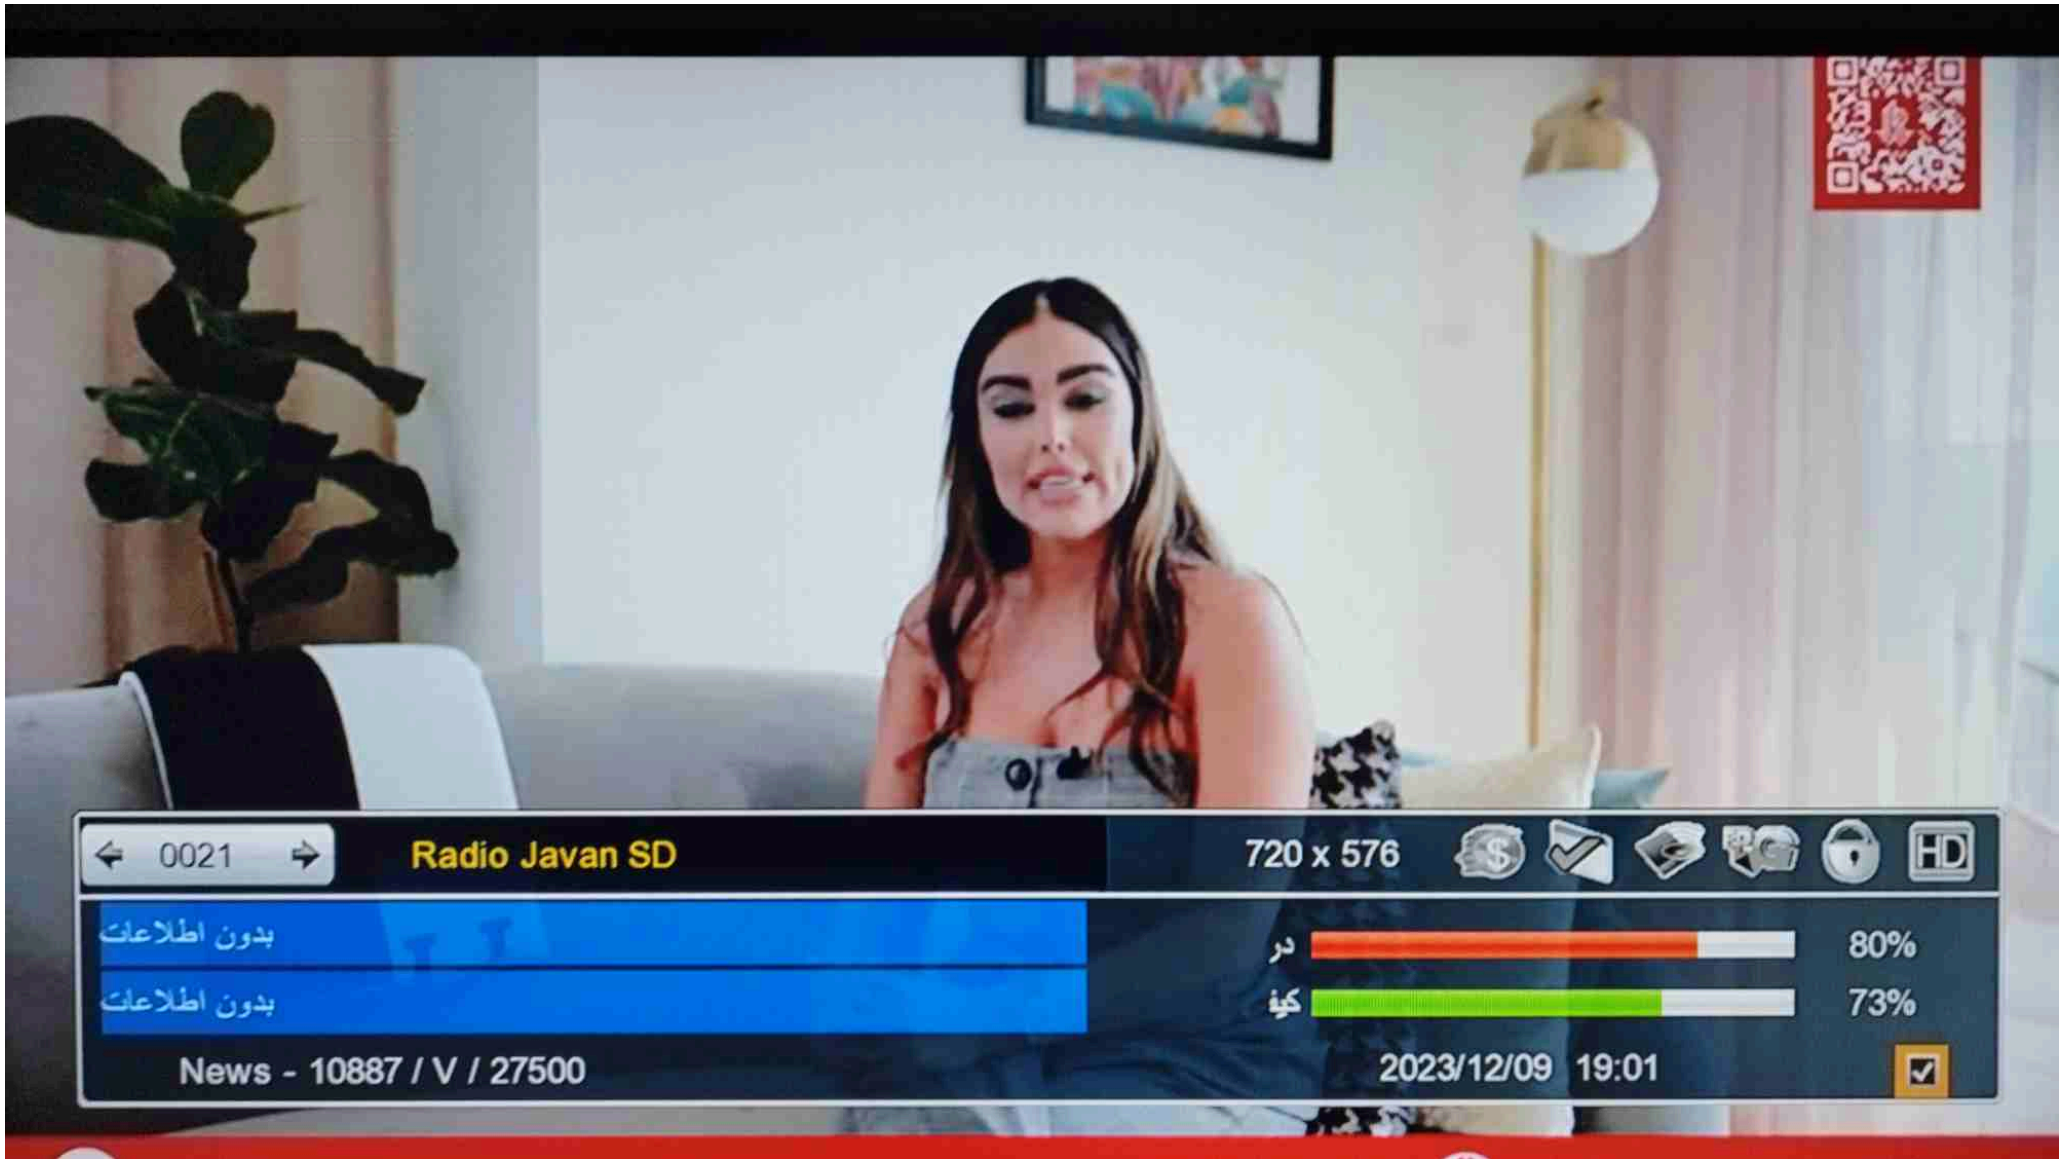 0021 Radio Javan SD 720 x 576 HD
بدون اطلاعات
در 80%
بدون اطلاعات
کیف 73%
News - 10887 / V / 27500 2023/12/09 19:01